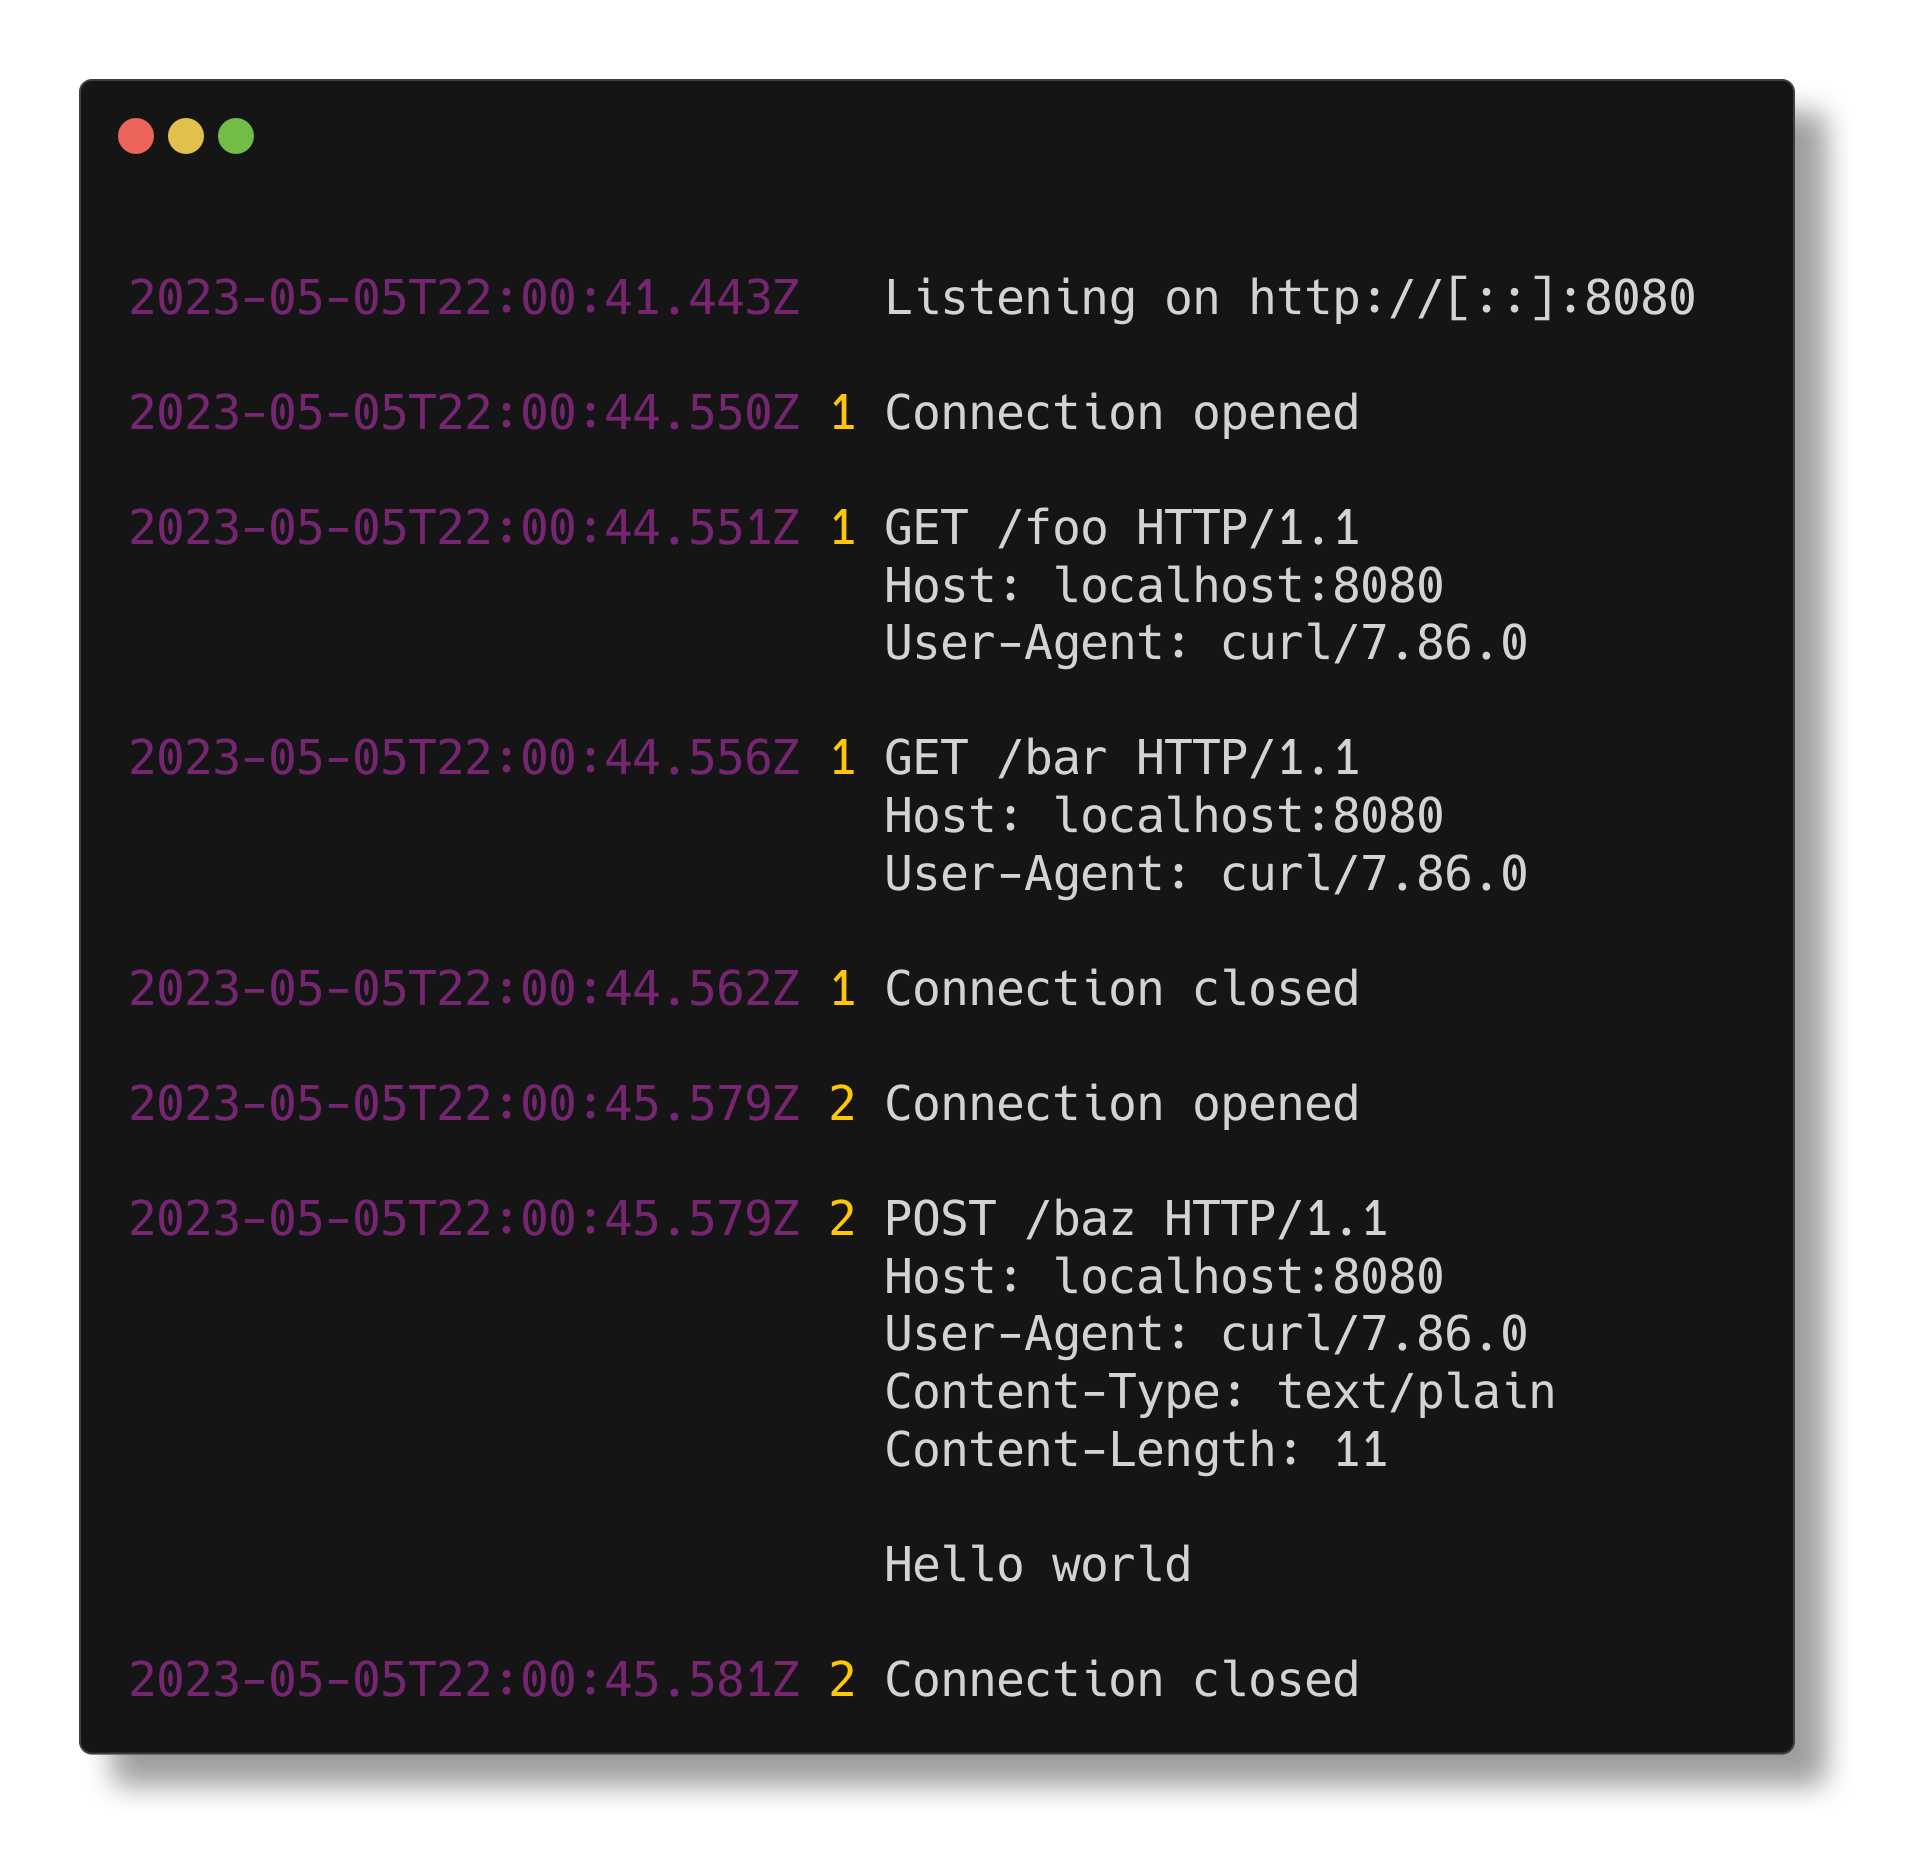 2023-05-05T22:00:41.443Z   Listening on http://[::]:8080
2023-05-05T22:00:44.550Z 1 Connection opened
2023-05-05T22:00:44.551Z 1 GET /foo HTTP/1.1
Host: localhost:8080
User-Agent: curl/7.86.0
2023-05-05T22:00:44.556Z 1 GET /bar HTTP/1.1
Host: localhost:8080
User-Agent: curl/7.86.0
2023-05-05T22:00:44.562Z 1 Connection closed
2023-05-05T22:00:45.579Z 2 Connection opened
2023-05-05T22:00:45.579Z 2 POST /baz HTTP/1.1
Host: localhost:8080
User-Agent: curl/7.86.0
Content-Type: text/plain
Content-Length: 11
Hello world
2023-05-05T22:00:45.581Z 2 Connection closed